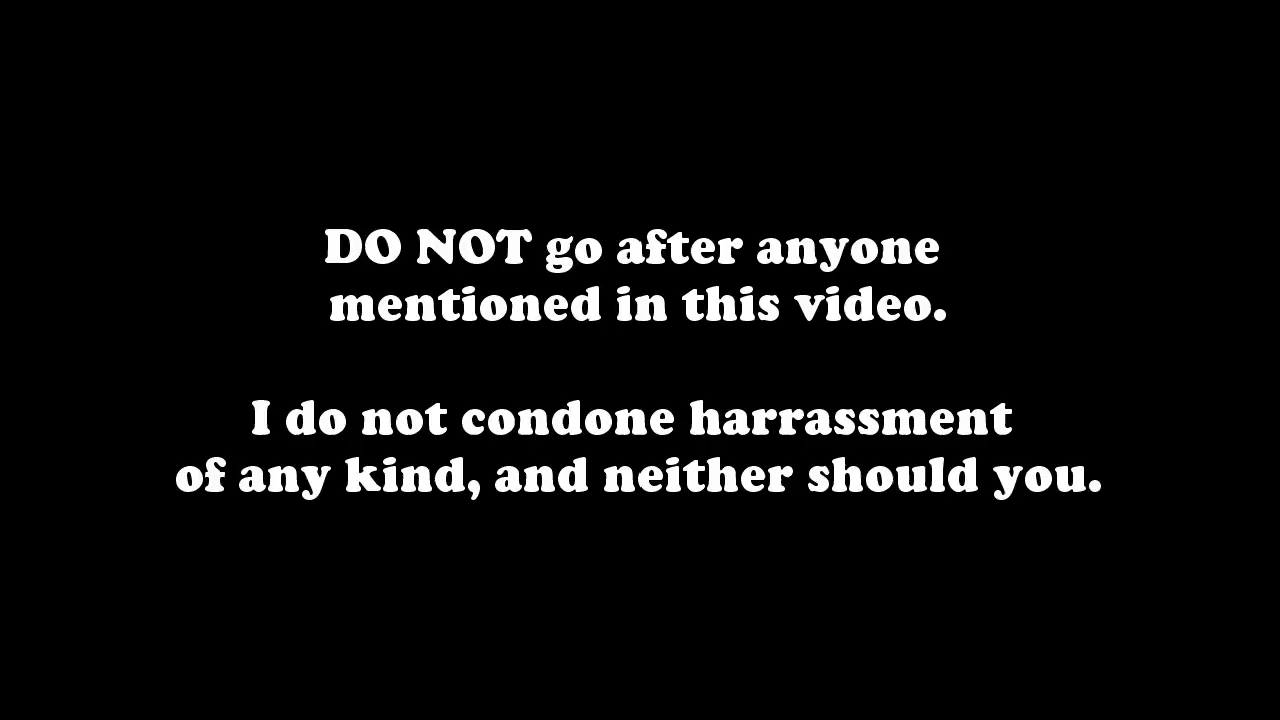 DO NOT go after anyone
mentioned in this video.
I do not condone harrassment
of any kind, and neither should you.